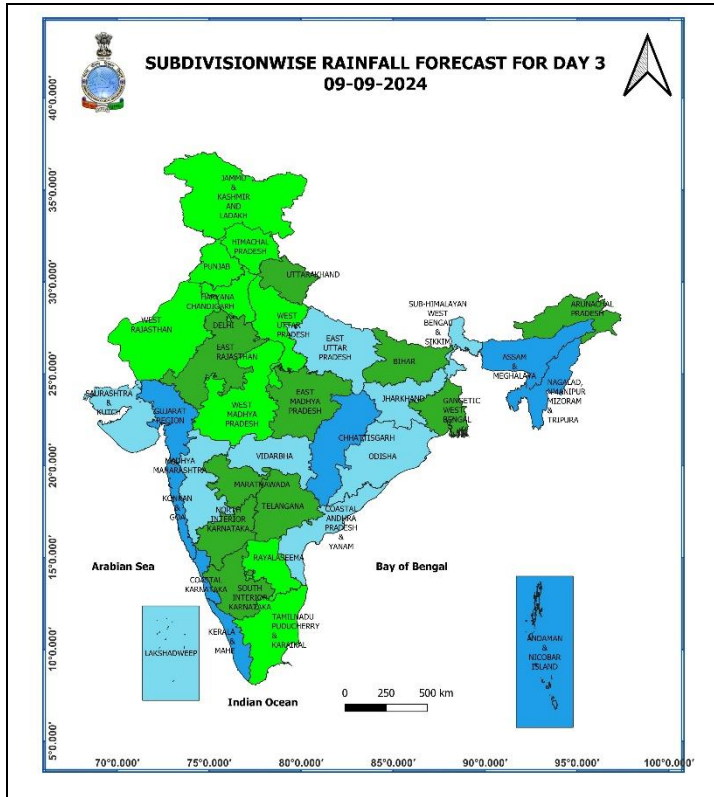 SUBDIVISIONWISE RAINFALL FORECAST FOR DAY 3
09-09-2024
40°0.000'
35°0.000'
30°0.000'
25°0.000'
20°0.000'
15°0.000'
10°0.000'
5°0.000'
JAMMU
&
KASHMIR
AND
LADAKH
HIMACHAL
PRADESH
PUNJAB
UTTARAKHAND
HARYANA
CHANDIGARH
DELHI
WEST
RAJASTHAN
WEST
UTTAR
PRADESH
EAST
RAJASTHAN
EAST
UTTAR
PRADESH
SUB-HIMALAYAN
WEST
BENGAL
&
SIKKIM
ARUNACHAL
PRADESH
BIHAR
ASSAM
&
MEGHALAYA
NAGALAD,
MANIPUR
MIZORAM
&
TRIPURA
SAURASHTRA
&
KUTCH
GUJARAT
REGION
WEST
MADHYA
PRADESH
EAST
MADHYA
PRADESH
JHARKHAND
GANGETIC
WEST
BENGAL
CHHATTISGARH
ODISHA
MADHYA
MAHARASHTRA
VIDARBHA
MARATHAWADA
KONKAN
&
GOA
NORTH
INTERIOR
KARNATAKA
TELANGANA
COASTAL
ANDHRA
PRADESH
&
YANAM
RAYALASEEMA
Arabian Sea
Bay of Bengal
COASTAL
KARNATAKA
SOUTH
INTERIOR
KARNATAKA
TAMILNADU
PUDUCHERRY
&
KARAIKAL
KERALA
&
MAHE
LAKSHADWEEP
ANDAMAN
&
NICOBAR
ISLAND
Indian Ocean
0 250 500 km
70°0.000' 75°0.000' 80°0.000' 85°0.000' 90°0.000' 95°0.000' 100°0.000'